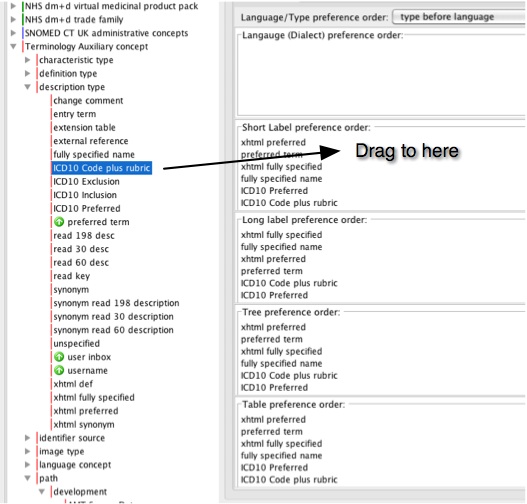 NHS dm+d virtual medicinal product pack
NHS dm+d trade family
SNOMED CT UK administrative concepts
Terminology Auxiliary concept
characteristic type
definition type
description type
change comment
entry term
extension table
external reference
fully specified name
ICD10 Code plus rubric
ICD10 Exclusion
ICD10 Inclusion
ICD10 Preferred
preferred term
read 198 desc
read 30 desc
read 60 desc
read key
synonym
synonym read 198 description
synonym read 30 description
synonym read 60 description
unspecified
user inbox
username
xhtml def
xhtml fully specified
xhtml preferred
xhtml synonym
identifier source
image type
language concept
path
development
Language/Type preference order: type before language
Langauge (Dialect) preference order:
Short Label preference order:
xhtml preferred
preferred term
xhtml fully specified
fully specified name
ICD10 Preferred
ICD10 Code plus rubric
Drag to here
Long label preference order:
xhtml fully specified
fully specified name
xhtml preferred
preferred term
ICD10 Code plus rubric
ICD10 Preferred
Tree preference order:
xhtml preferred
preferred term
xhtml fully specified
fully specified name
ICD10 Code plus rubric
ICD10 Preferred
Table preference order:
xhtml preferred
preferred term
xhtml fully specified
fully specified name
ICD10 Preferred
ICD10 Code plus rubric